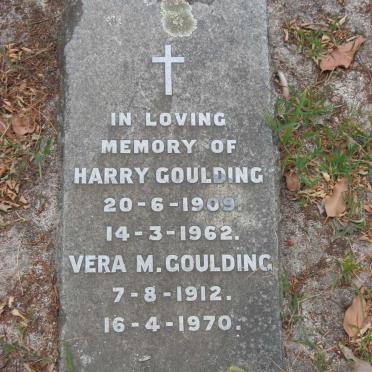 IN LOVING
MEMORY OF
HARRY GOULDING
20-6-1909
14-3-1962.
VERA M. GOULDING
7-8-1912.
16-4-1970.